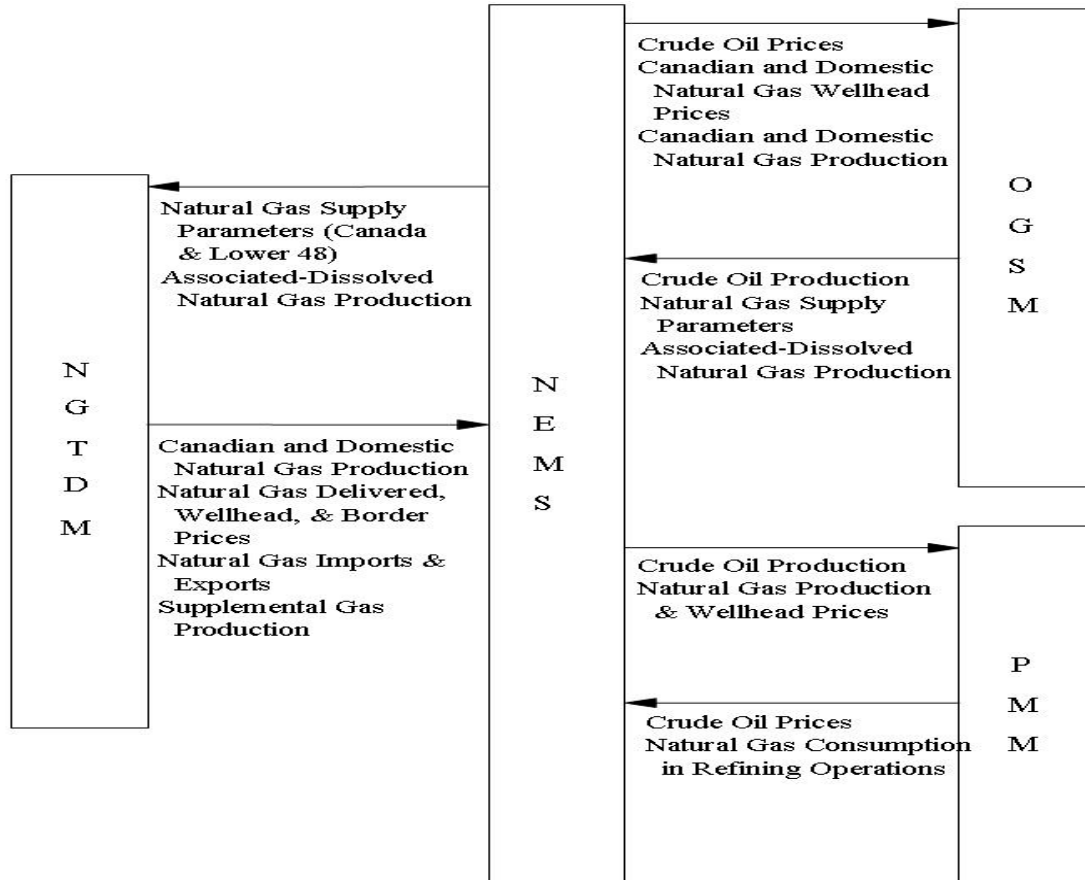 Crude Oil Prices
Canadian and Domestic
Natural Gas Wellhead
Prices
Canadian and Domestic
Natural Gas Production
O
G
S
M
Natural Gas Supply
Parameters (Canada
& Lower 48)
Associated-Dissolved
Natural Gas Production
Crude Oil Production
Natural Gas Supply
Parameters
Associated-Dissolved
Natural Gas Production
N
G
T
D
M
N
E
M
S
Canadian and Domestic
Natural Gas Production
Natural Gas Delivered,
Wellhead, & Border
Prices
Natural Gas Imports &
Exports
Supplemental Gas
Production
Crude Oil Production
Natural Gas Production
& Wellhead Prices
P
M
M
Crude Oil Prices
Natural Gas Consumption
in Refining Operations